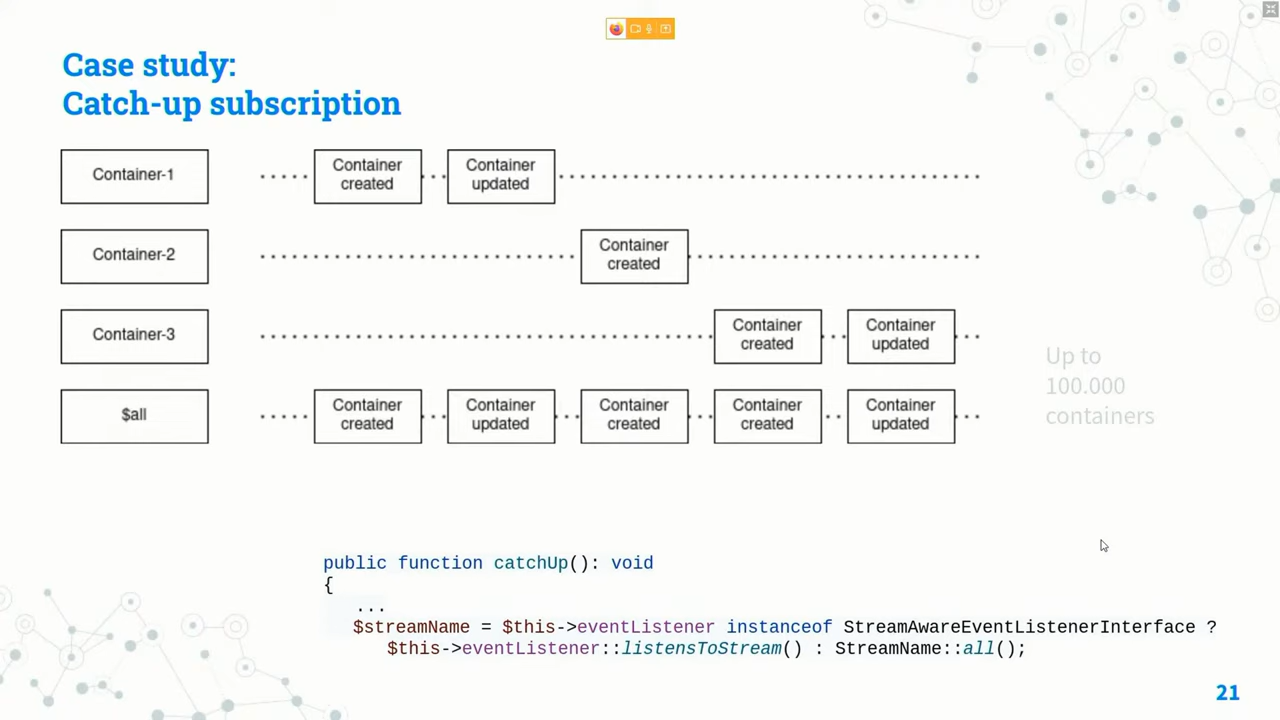 Case study:
Catch-up subscription
Container-1
Container
created
Container
updated
Container-2
Container
created
Container-3
Container
created
Container
updated
$all
Container
created
Container
updated
Container
created
Container
created
Container
updated
Up to
100.000
containers
public function catchUp(): void
{
...
$streamName = $this->eventListener instanceof StreamAwareEventListenerInterface ?
$this->eventListener::listensToStream() : StreamName::all();
21